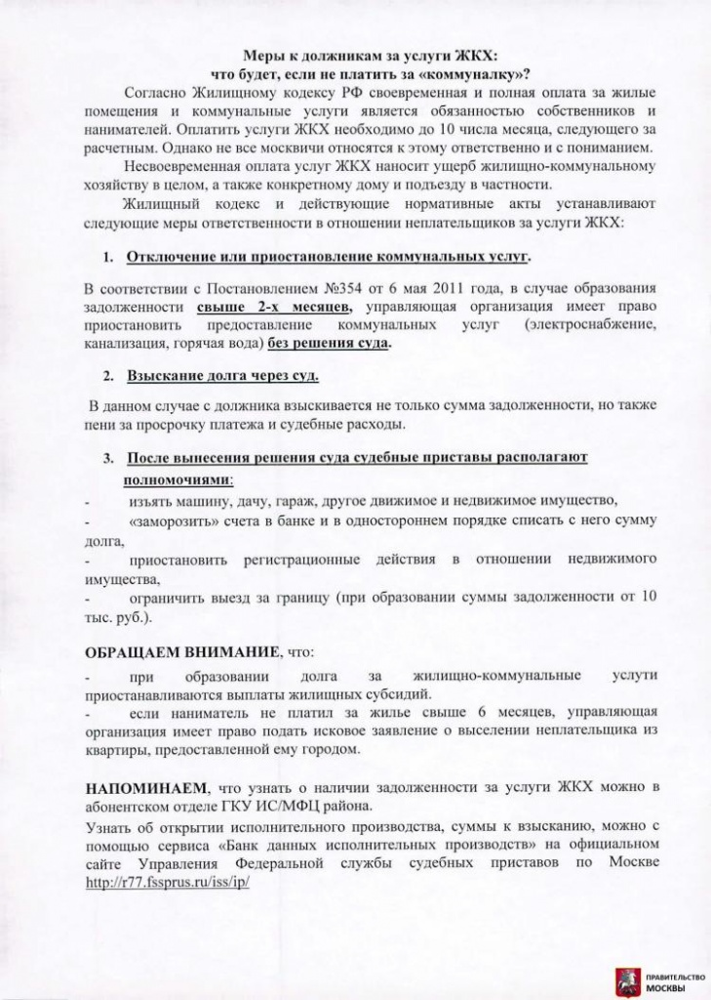 Меры к должникам за услуги ЖКХ:
что будет, если не платить за «коммуналку»?
Согласно Жилищному кодексу РФ своевременная и полная оплата за жилые
помещения и коммунальные услуги является обязанностью собственников и
нанимателей. Оплатить услуги ЖКХ необходимо до 10 числа месяца, следующего за
расчетным. Однако не все москвичи относятся к этому ответственно и с пониманием.
Несвоевременная оплата услуг ЖКХ наносит ущерб жилищно-коммунальному
хозяйству в целом, а также конкретному дому и подъезду в частности.
Жилищный кодекс и действующие нормативные акты устанавливают
следующие меры ответственности в отношении неплательщиков за услуги ЖКХ:
1. Отключение или приостановление коммунальных услуг.
В соответствии с Постановлением №354 от 6 мая 2011 года, в случае образования
задолженности свыше 2-х месяцев, управляющая организация имеет право
приостановить предоставление коммунальных услуг (электроснабжение,
канализация, горячая вода) без решения суда.
2. Взыскание долга через суд.
В данном случае с должника взыскивается не только сумма задолженности, но также
пени за просрочку платежа и судебные расходы.
3. После вынесения решения суда судебные приставы располагают
полномочиями:
- изъять машину, дачу, гараж, другое движимое и недвижимое имущество,
- «заморозить» счета в банке и в одностороннем порядке списать с него сумму
долга,
- приостановить регистрационные действия в отношении недвижимого
имущества,
- ограничить выезд за границу (при образовании суммы задолженности от 10
тыс. руб.).
ОБРАЩАЕМ ВНИМАНИЕ, что:
- при образовании долга за жилищно-коммунальные услуги
приостанавливаются выплаты жилищных субсидий.
- если наниматель не платил за жилье свыше 6 месяцев, управляющая
организация имеет право подать исковое заявление о выселении неплательщика из
квартиры, предоставленной ему городом.
НАПОМИНАЕМ, что узнать о наличии задолженности за услуги ЖКХ можно в
абонентском отделе ГКУ ИС/МФЦ района.
Узнать об открытии исполнительного производства, суммы к взысканию, можно с
помощью сервиса «Банк данных исполнительных производств» на официальном
сайте Управления Федеральной службы судебных приставов по Москве
http://r77.fssprus.ru/iss/ip/
ПРАВИТЕЛЬСТВО
МОСКВЫ